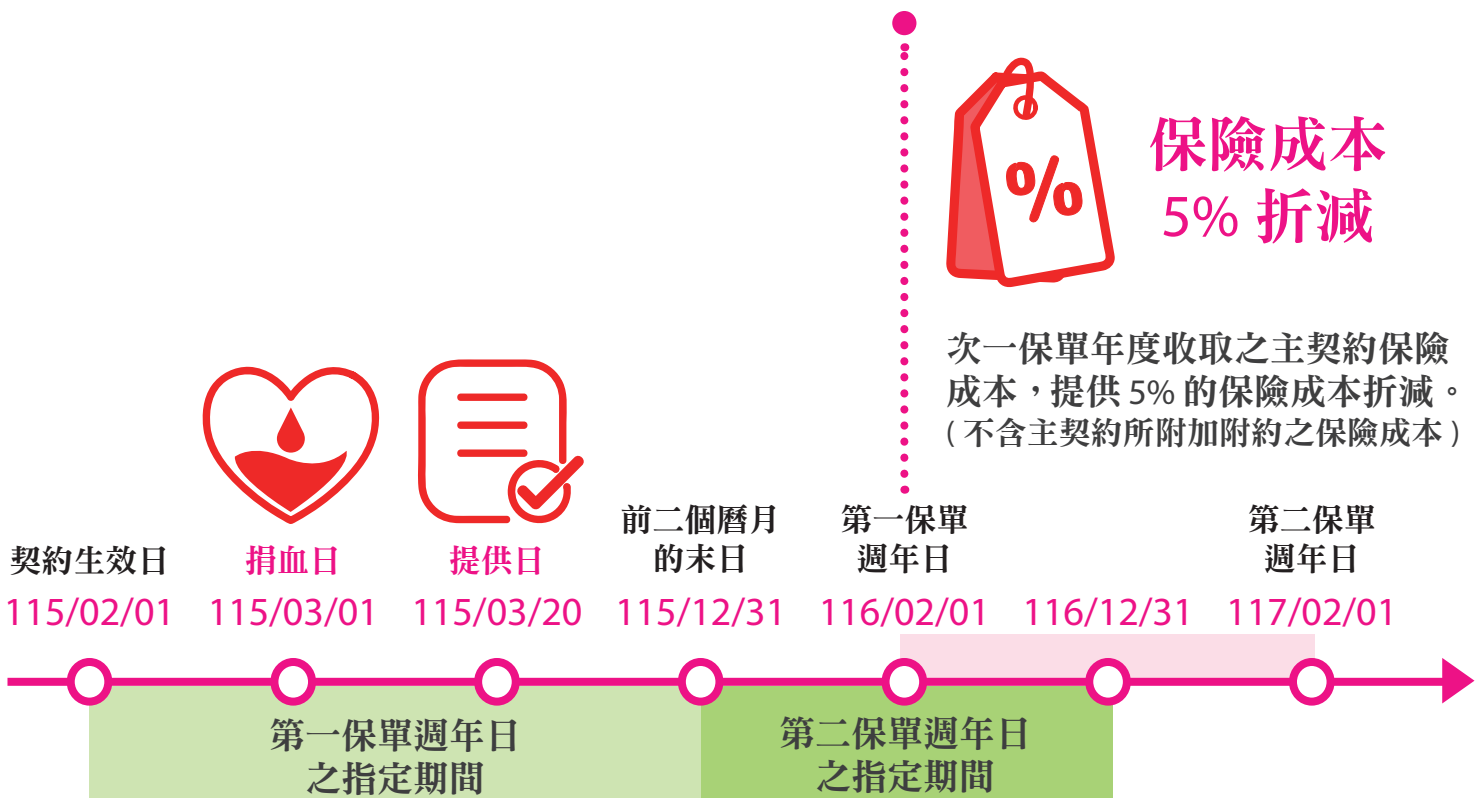 %
保險成本
5% 折減
次一保單年度收取之主契約保險
成本，提供 5% 的保險成本折減。
( 不含主契約所附加附約之保險成本 )
契約生效日
115/02/01
捐血日
115/03/01
提供日
115/03/20
前二個曆月
的末日
115/12/31
第一保單
週年日
116/02/01
116/12/31
第二保單
週年日
117/02/01
第一保單週年日
之指定期間
第二保單週年日
之指定期間